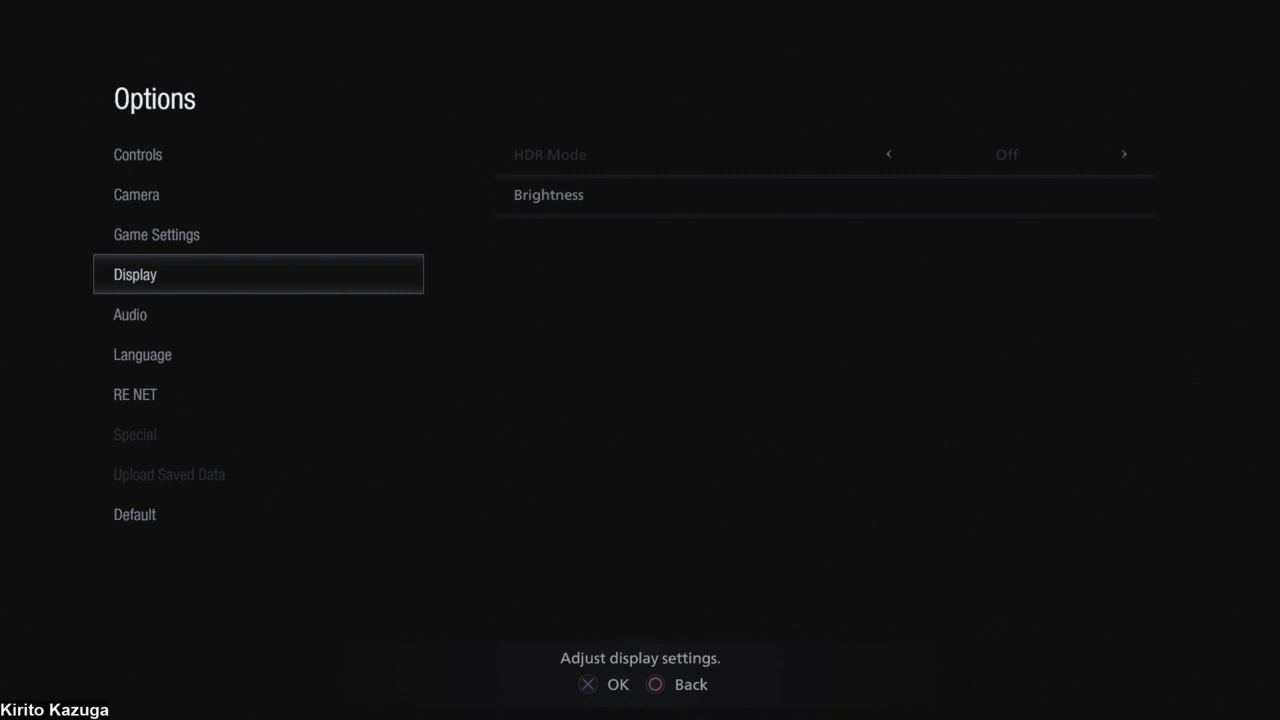 Options
Controls
Camera
Game Settings
Display
Audio
Language
RE NET
Special
Upload Saved Data
Default
HDR Mode Off
Brightness
Adjust display settings.
OK Back
Kirito Kazuga